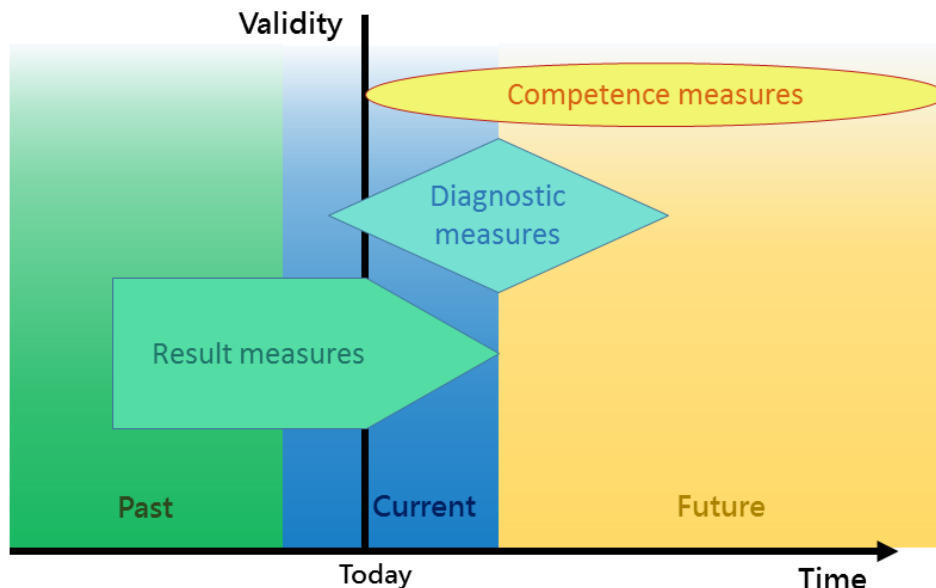 Validity
Competence measures
Diagnostic
measures
Result measures
Past
Current
Future
Today
Time